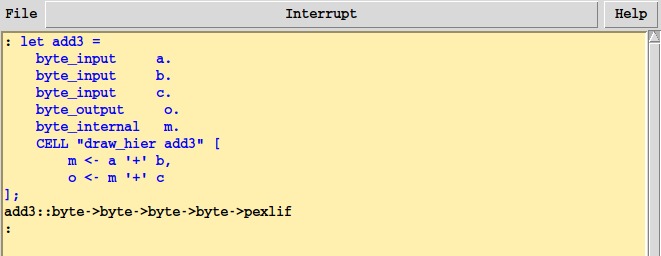 File Interrupt Help
: let add3 =
    byte_input     a.
    byte_input     b.
    byte_input     c.
    byte_output     o.
    byte_internal   m.
    CELL "draw_hier add3" [
        m <- a '+' b,
        o <- m '+' c
];
add3::byte->byte->byte->byte->pexlif
: